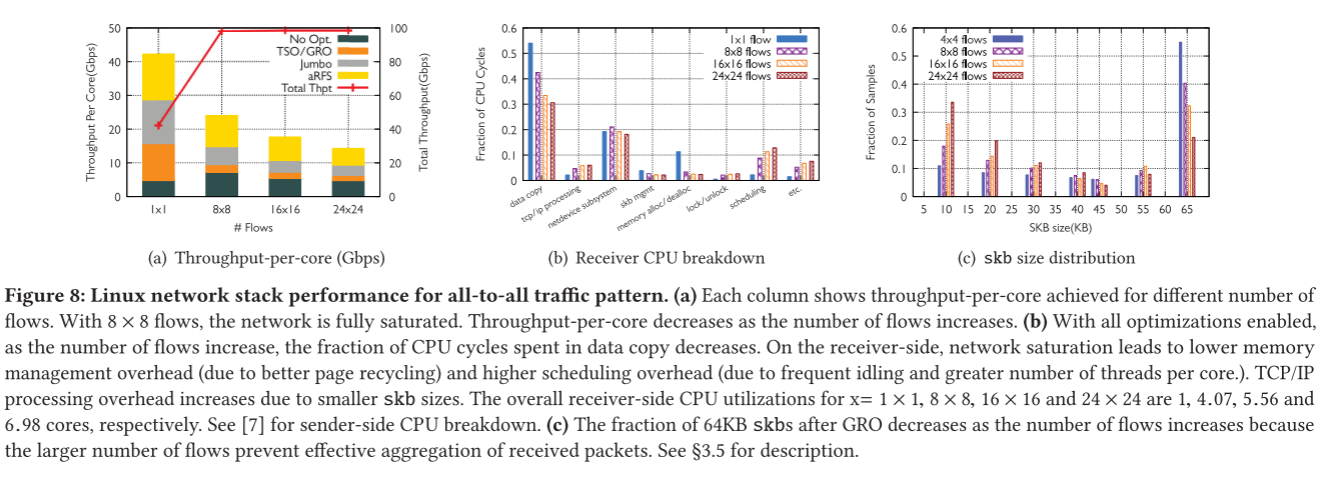 50
40
30
20
10
0
Throughput Per Core(Gbps)
No Opt.
TSO/GRO
Jumbo
aRFS
Total Thpt
100
80
60
40
20
0
Total Throughput(Gbps)
1x1 8x8 16x16 24x24
# Flows
(a) Throughput-per-core (Gbps)
0.6
0.5
0.4
0.3
0.2
0.1
0
Fraction of CPU Cycles
1x1 flow
8x8 flows
16x16 flows
24x24 flows
data copy
tcp/ip processing
netdevice subsystem
skb mgmt
memory alloc/dealloc
lock/unlock
scheduling
etc.
(b) Receiver CPU breakdown
0.6
0.5
0.4
0.3
0.2
0.1
0
Fraction of Samples
4x4 flows
8x8 flows
16x16 flows
24x24 flows
5 10 15 20 25 30 35 40 45 50 55 60 65
SKB size(KB)
(c) skb size distribution
Figure 8: Linux network stack performance for all-to-all traffic pattern. (a) Each column shows throughput-per-core achieved for different number of
flows. With 8 × 8 flows, the network is fully saturated. Throughput-per-core decreases as the number of flows increases. (b) With all optimizations enabled,
as the number of flows increase, the fraction of CPU cycles spent in data copy decreases. On the receiver-side, network saturation leads to lower memory
management overhead (due to better page recycling) and higher scheduling overhead (due to frequent idling and greater number of threads per core.). TCP/IP
processing overhead increases due to smaller skb sizes. The overall receiver-side CPU utilizations for x= 1 × 1, 8 × 8, 16 × 16 and 24 × 24 are 1, 4.07, 5.56 and
6.98 cores, respectively. See [7] for sender-side CPU breakdown. (c) The fraction of 64KB skbs after GRO decreases as the number of flows increases because
the larger number of flows prevent effective aggregation of received packets. See §3.5 for description.